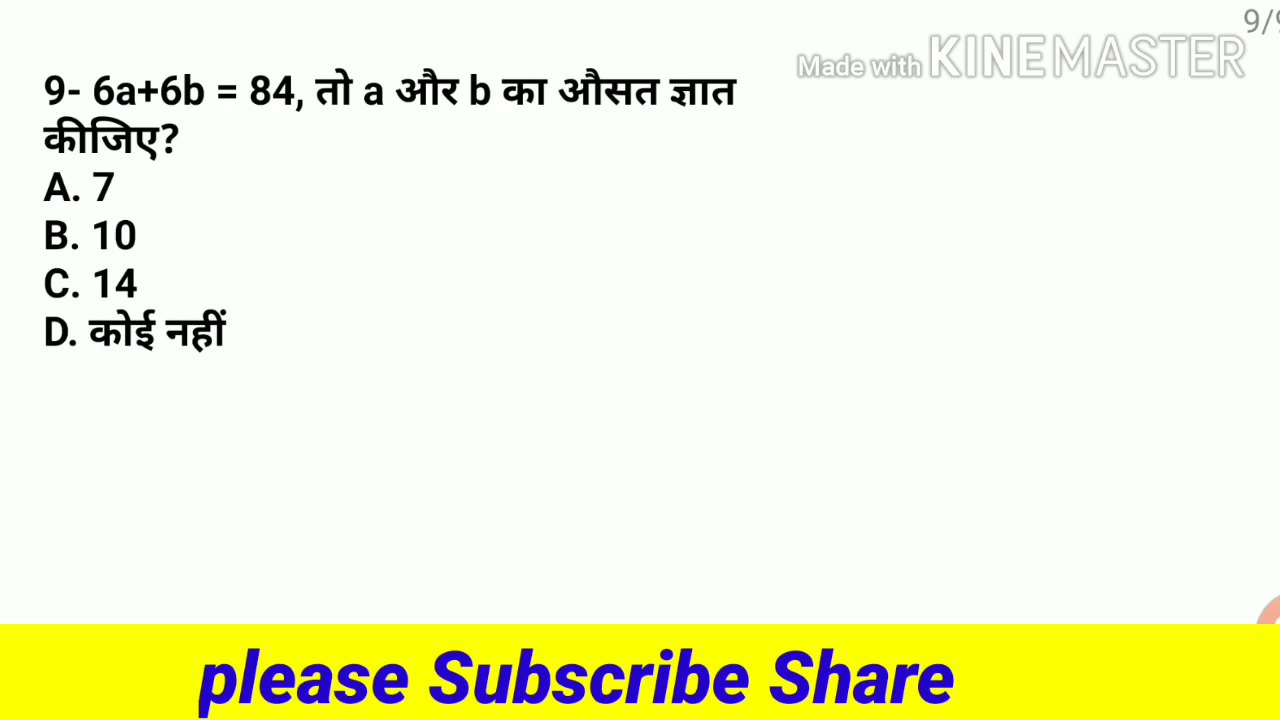 9/9
Made with KINEMASTER
9- 6a+6b = 84, तो a और b का औसत ज्ञात
कीजिए?
A. 7
B. 10
C. 14
D. कोई नहीं
please Subscribe Share